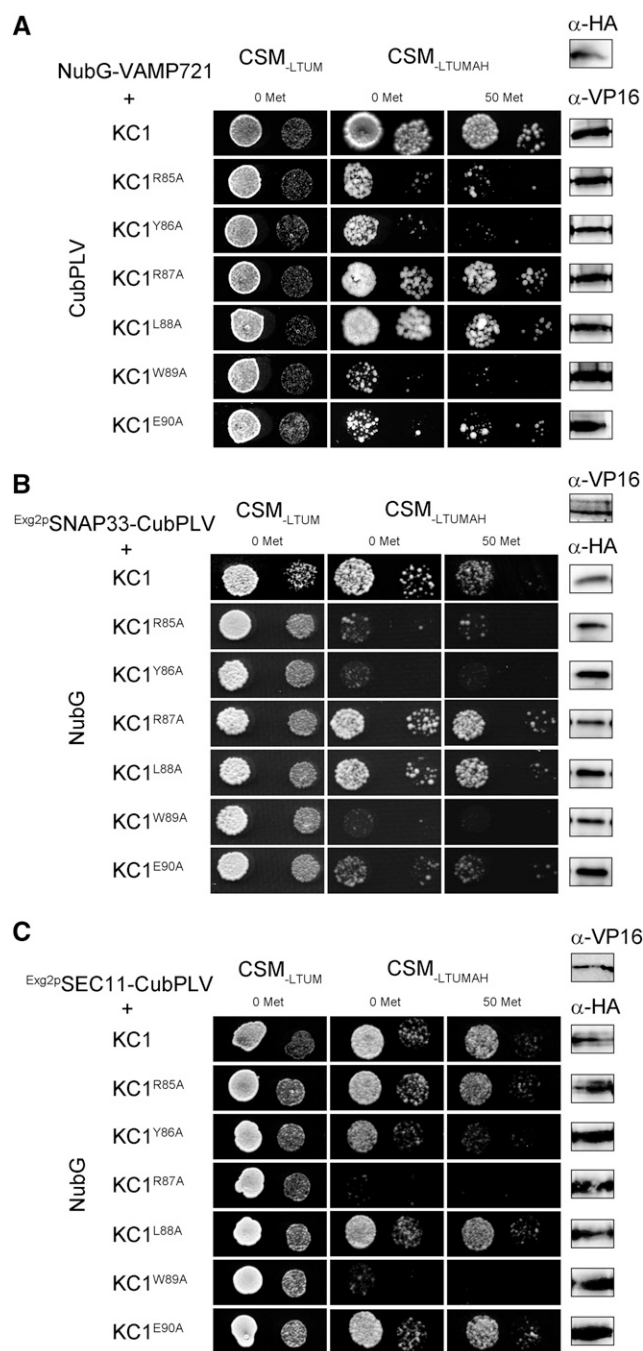 A
α-HA
NubG-VAMP721
CSM-LTUM
CSM-LTUMAH
+
0 Met
0 Met
50 Met
α-VP16
CubPLV
KC1
KC1R85A
KC1Y86A
KC1R87A
KC1L88A
KC1W89A
KC1E90A
B
α-VP16
Exg2pSNAP33-CubPLV
CSM-LTUM
CSM-LTUMAH
+
0 Met
0 Met
50 Met
α-HA
NubG
KC1
KC1R85A
KC1Y86A
KC1R87A
KC1L88A
KC1W89A
KC1E90A
C
α-VP16
Exg2pSEC11-CubPLV
CSM-LTUM
CSM-LTUMAH
+
0 Met
0 Met
50 Met
α-HA
NubG
KC1
KC1R85A
KC1Y86A
KC1R87A
KC1L88A
KC1W89A
KC1E90A